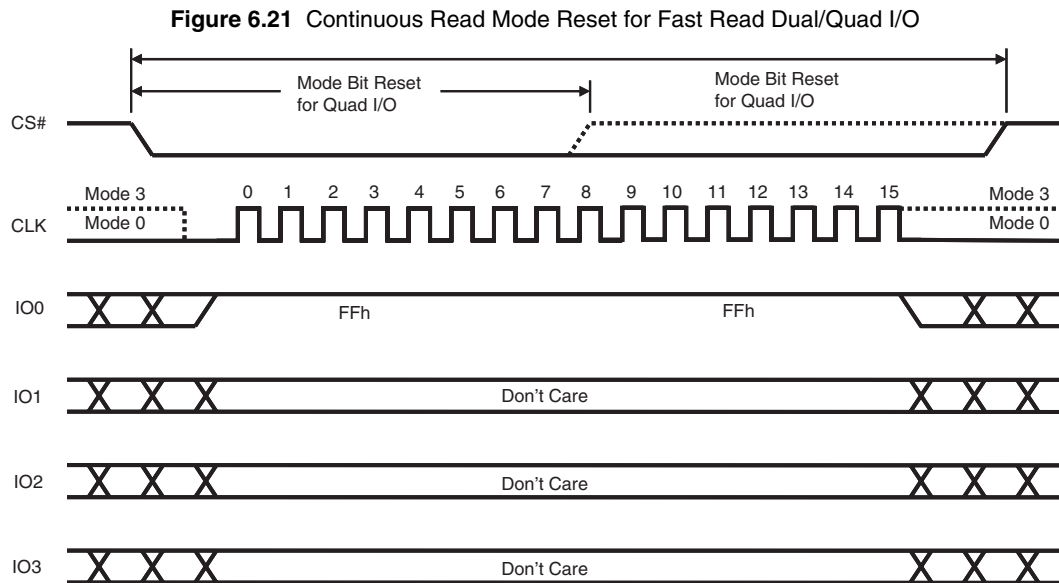 Figure 6.21 Continuous Read Mode Reset for Fast Read Dual/Quad I/O
Mode Bit Reset
for Quad I/O
Mode Bit Reset
for Quad I/O
CS#
Mode 3
Mode 0
CLK
0 1 2 3 4 5 6 7 8 9 10 11 12 13 14 15
Mode 3
Mode 0
IO0
FFh
FFh
IO1
Don't Care
IO2
Don't Care
IO3
Don't Care